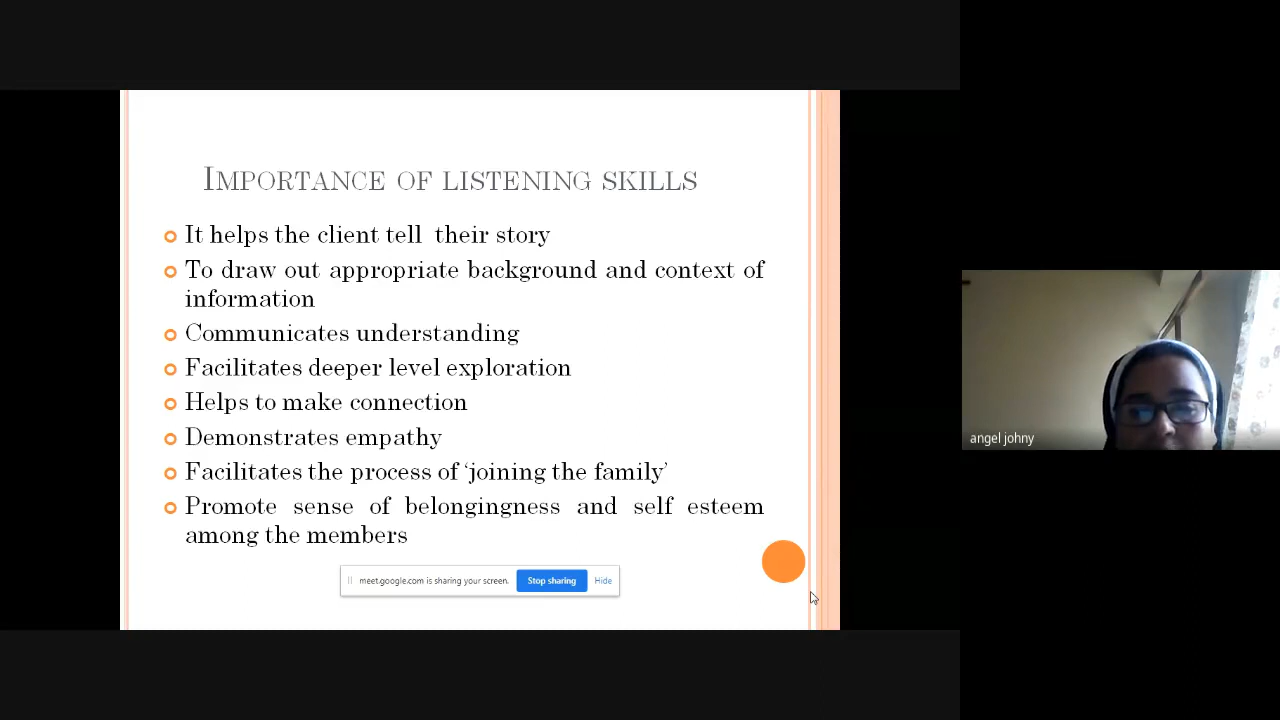 IMPORTANCE OF LISTENING SKILLS
It helps the client tell their story
To draw out appropriate background and context of
information
Communicates understanding
Facilitates deeper level exploration
Helps to make connection
Demonstrates empathy
Facilitates the process of ‘joining the family’
Promote sense of belongingness and self esteem
among the members
meet.google.com is sharing your screen. Stop sharing Hide
angel johny